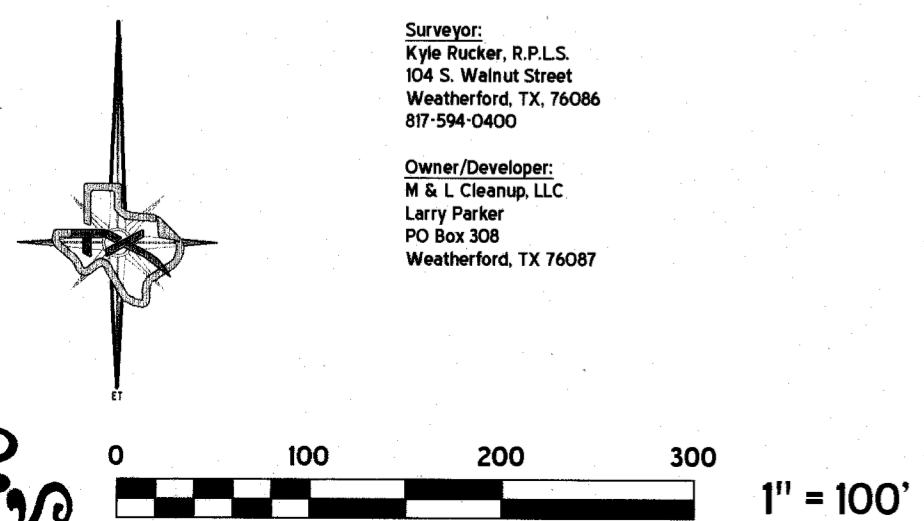 Surveyor:
Kyle Rucker, R.P.L.S.
104 S. Walnut Street
Weatherford, TX, 76086
817-594-0400
Owner/Developer:
M & L Cleanup, LLC
Larry Parker
PO Box 308
Weatherford, TX 76087
TX
ET
0 100 200 300
1" = 100'